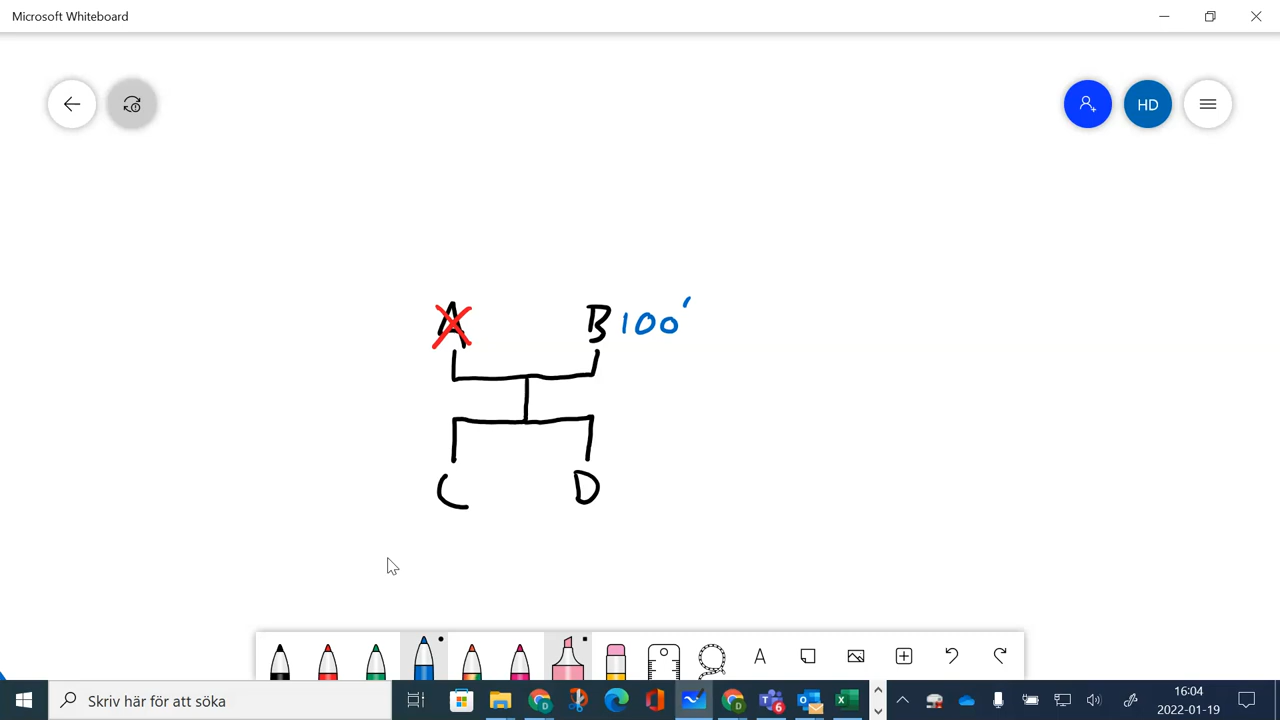 Microsoft Whiteboard
HD
A B 100'
C D
A
Skriv här för att söka
16:04
2022-01-19